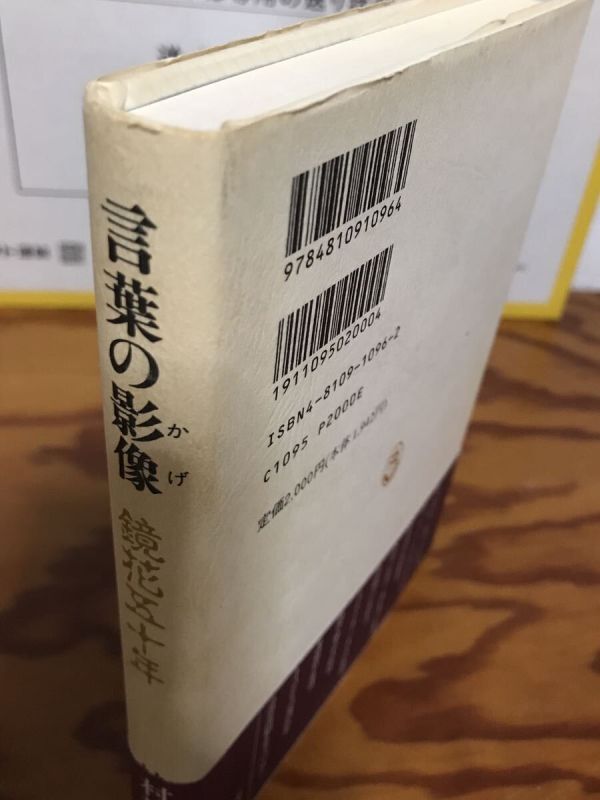 言葉の影像
かげ
鏡花五十年
村
9784810910964
1911095020004
ISBN4-8109-1096-2
C1095 P2000E
定価2,000円(本体1,942円)